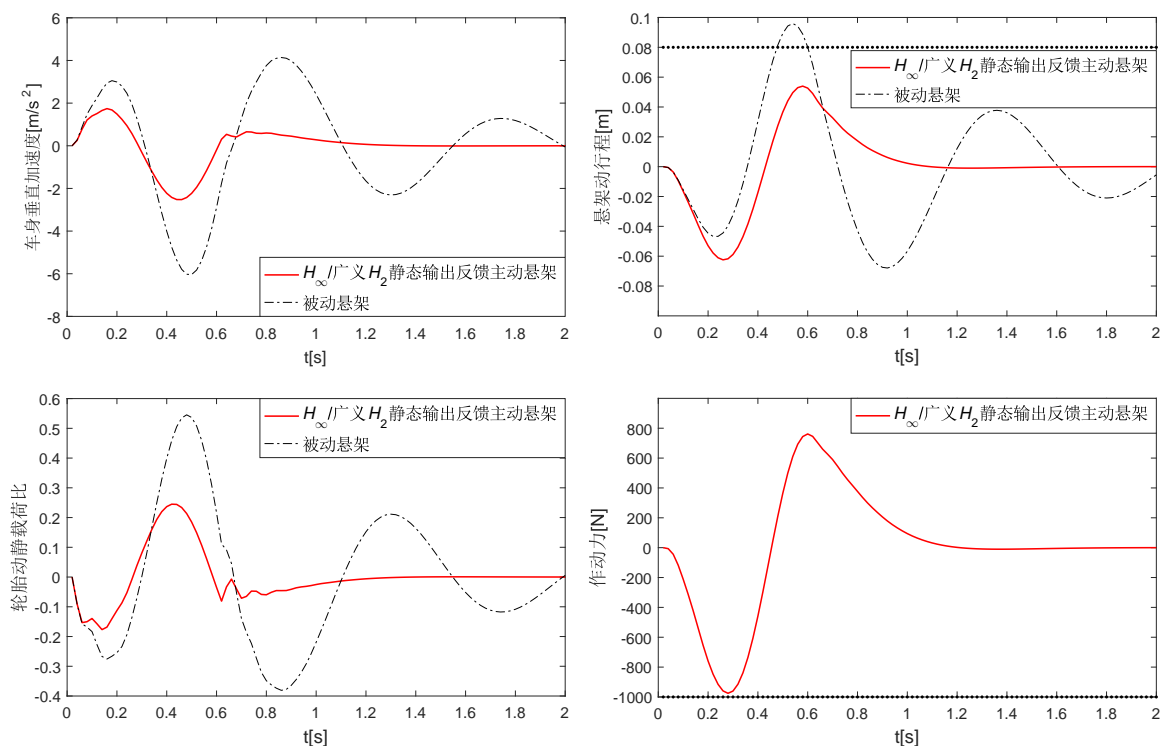 6
4
2
0
-2
-4
-6
-8
车身垂直加速度[m/s²]
H∞/广义H₂静态输出反馈主动悬架
被动悬架
0 0.2 0.4 0.6 0.8 1 1.2 1.4 1.6 1.8 2
t[s]
0.1
0.08
0.06
0.04
0.02
0
-0.02
-0.04
-0.06
-0.08
悬架动行程[m]
H∞/广义H₂静态输出反馈主动悬架
被动悬架
0 0.2 0.4 0.6 0.8 1 1.2 1.4 1.6 1.8 2
t[s]
0.6
0.5
0.4
0.3
0.2
0.1
0
-0.1
-0.2
-0.3
-0.4
轮胎动静载荷比
H∞/广义H₂静态输出反馈主动悬架
被动悬架
0 0.2 0.4 0.6 0.8 1 1.2 1.4 1.6 1.8 2
t[s]
800
600
400
200
0
-200
-400
-600
-800
-1000
作动力[N]
H∞/广义H₂静态输出反馈主动悬架
0 0.2 0.4 0.6 0.8 1 1.2 1.4 1.6 1.8 2
t[s]